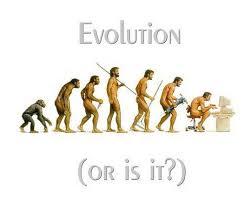 Evolution
(or is it?)